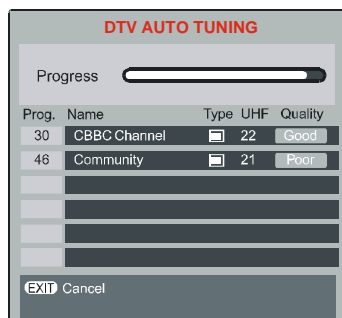 DTV AUTO TUNING
Progress
Prog. Name Type UHF Quality
30 CBBC Channel 22 Good
46 Community 21 Poor
EXIT Cancel